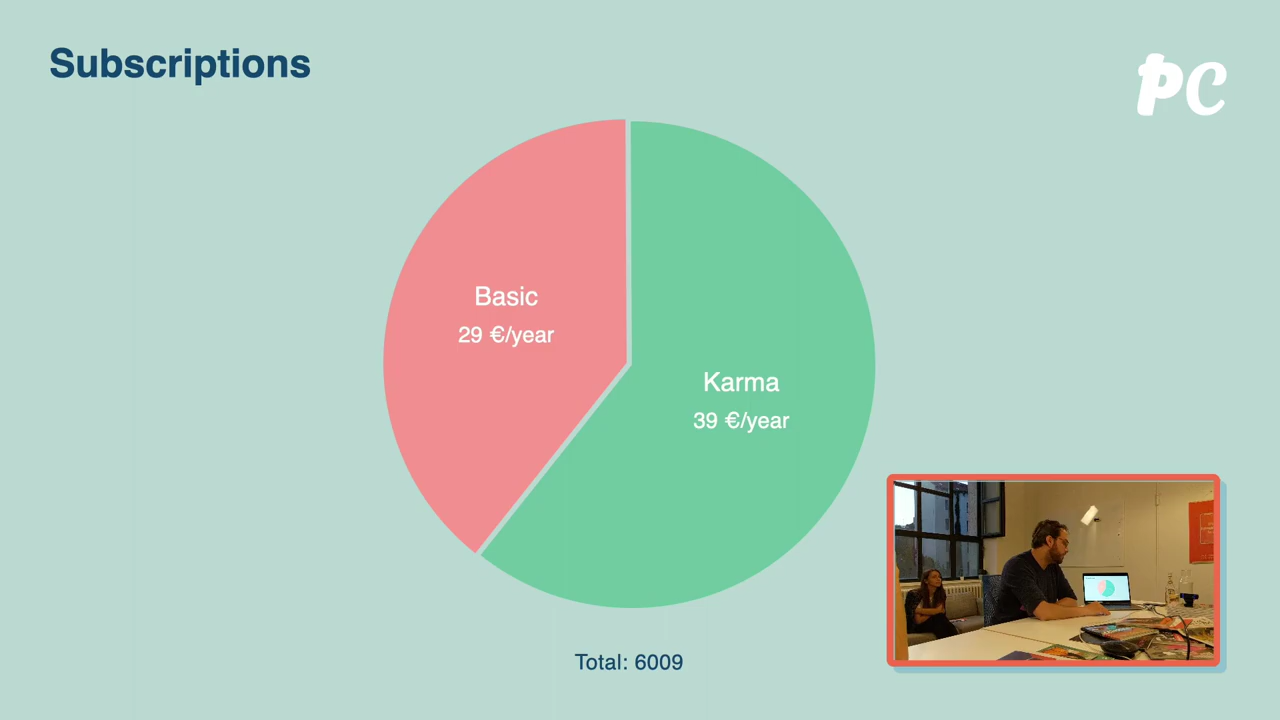 Subscriptions
PC
Basic
29 €/year
Karma
39 €/year
Total: 6009